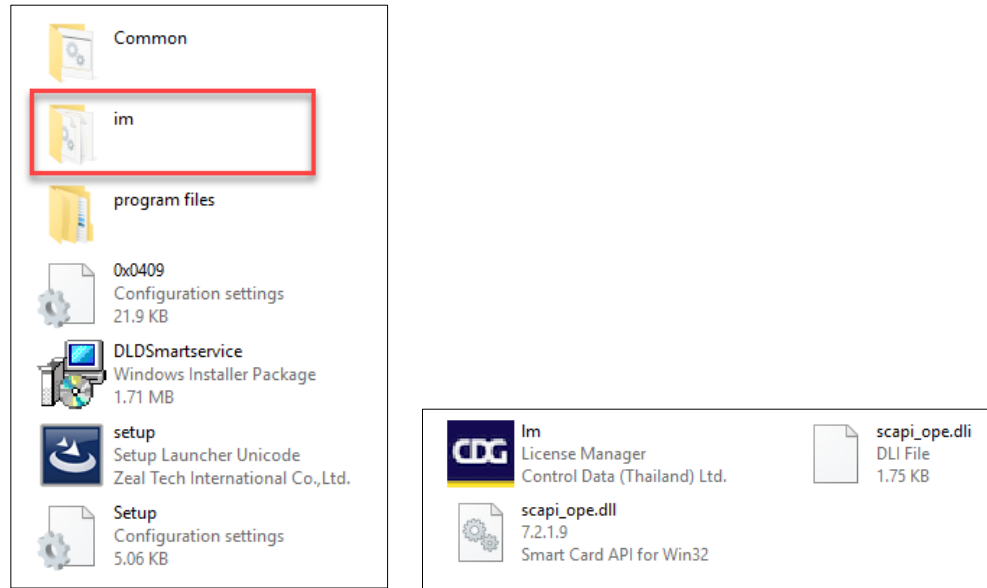 Common
im
program files
0x0409
Configuration settings
21.9 KB
DLDSmartservice
Windows Installer Package
1.71 MB
setup
Setup Launcher Unicode
Zeal Tech International Co.,Ltd.
Setup
Configuration settings
5.06 KB
CDG
lm
License Manager
Control Data (Thailand) Ltd.
scapi_ope.dli
DLI File
1.75 KB
scapi_ope.dll
7.2.1.9
Smart Card API for Win32